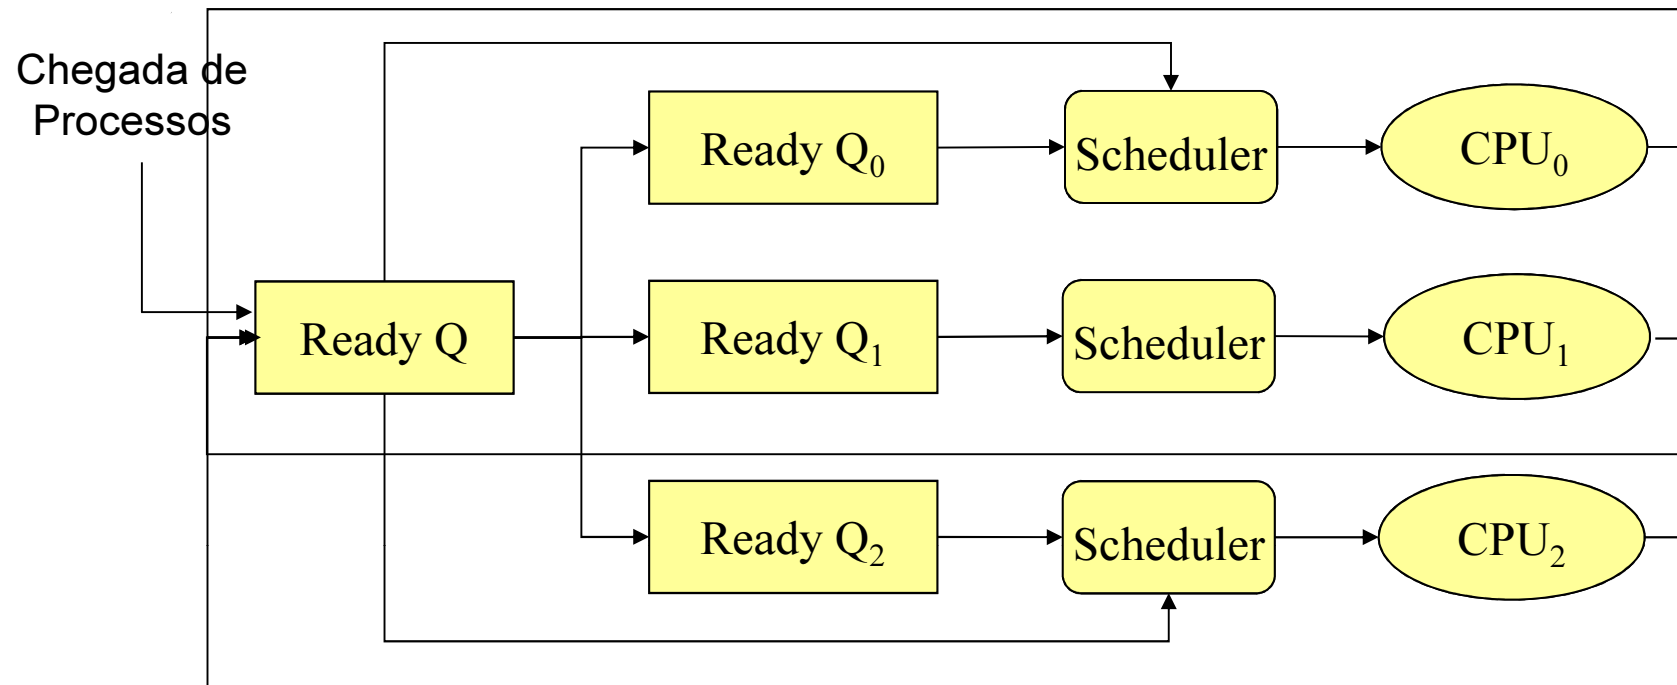 Chegada de
Processos
Ready Q₀
Scheduler
CPU₀
Ready Q
Ready Q₁
Scheduler
CPU₁
Ready Q₂
Scheduler
CPU₂